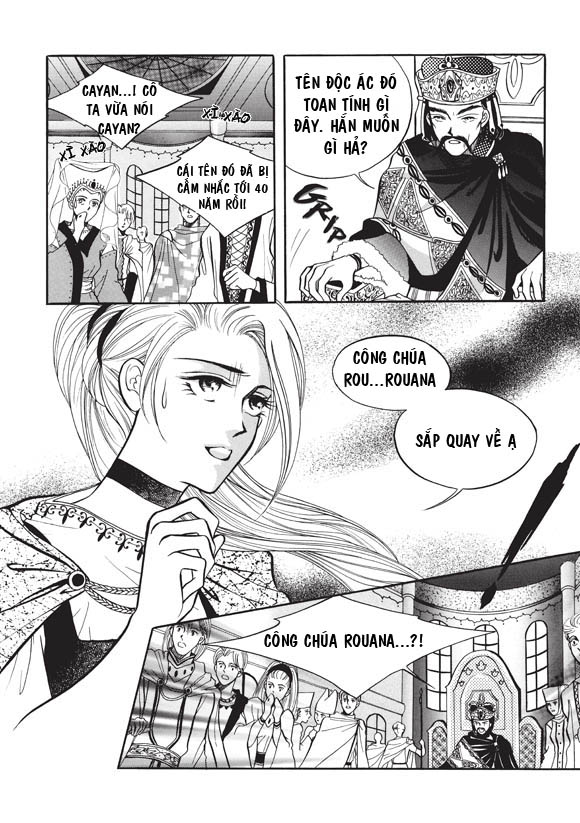 CAYAN...! CÔ
TA VỪA NÓI
CAYAN?
XÌ XÀO
XÌ XÀO
CÁI TÊN ĐÓ ĐÃ BỊ
CẤM NHẮC TỚI 40
NĂM RỒI!
TÊN ĐỘC ÁC ĐÓ
TOAN TÍNH GÌ
ĐÂY. HẮN MUỐN
GÌ HẢ?
GRIP
CÔNG CHÚA
ROU...ROUANA
SẮP QUAY VỀ Ạ
CÔNG CHÚA ROUANA...?!